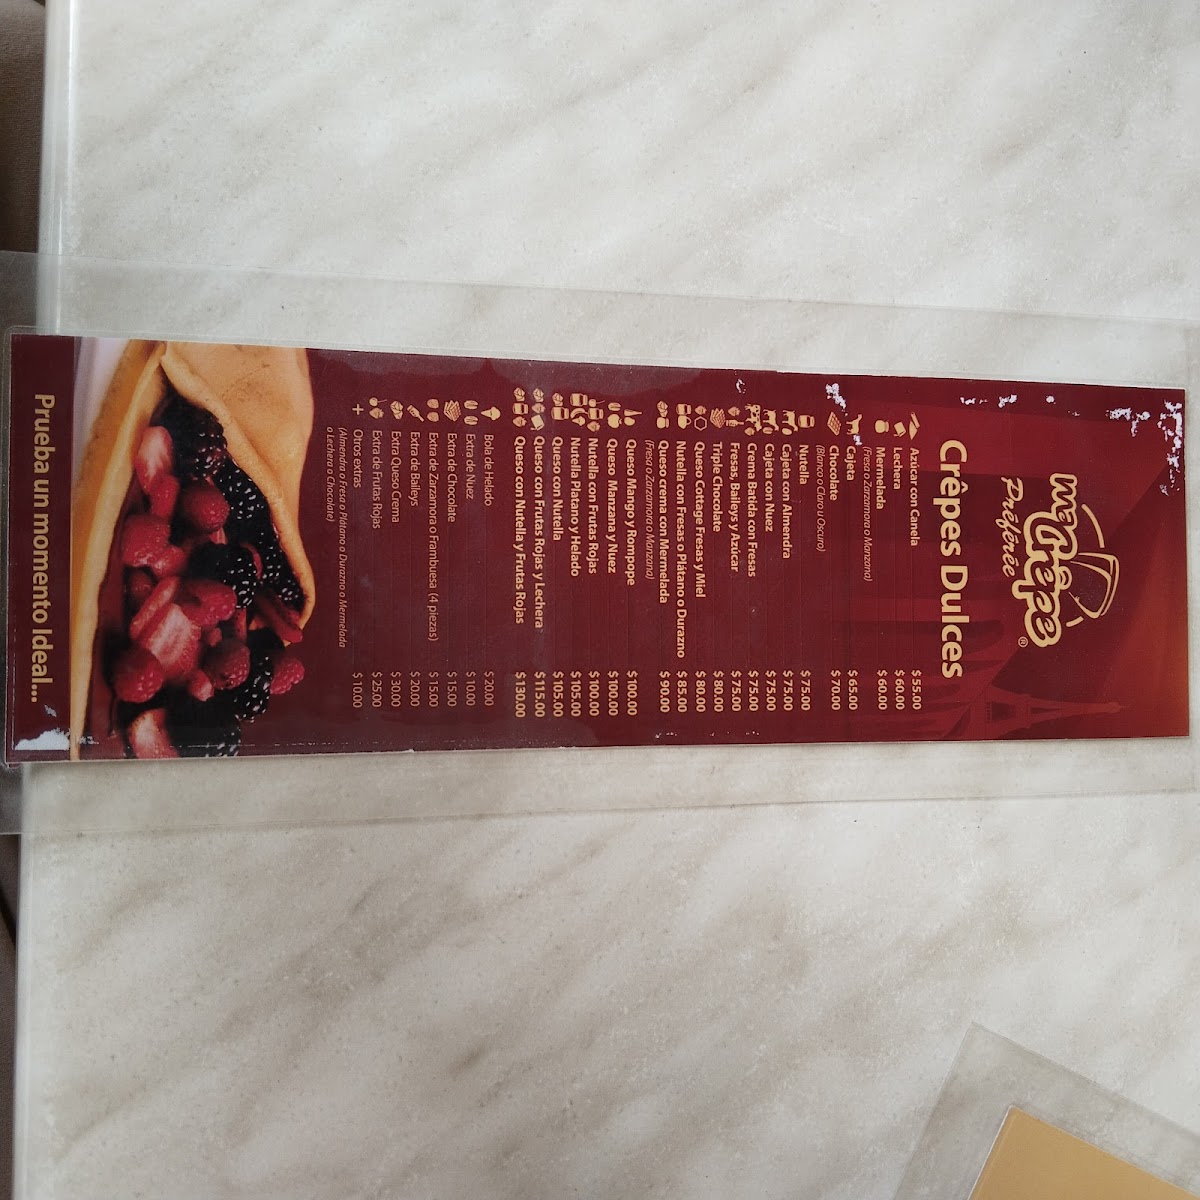 ma Crêpe
Préférée ®
Crêpes Dulces
Azúcar con Canela $55.00
Lechera $60.00
Mermelada $60.00
(Fresa o Zarzamora o Manzana)
Cajeta $65.00
Chocolate $70.00
(Blanco o Claro u Oscuro)
Nutella $75.00
Cajeta con Almendra $75.00
Cajeta con Nuez $75.00
Crema Batida con Fresas $75.00
Fresas, Baileys y Azúcar $75.00
Triple Chocolate $80.00
Queso Cottage Fresas y Miel $80.00
Nutella con Fresas o Plátano o Durazno $85.00
Queso crema con Mermelada $90.00
(Fresa o Zarzamora o Manzana)
Queso Mango y Rompope $100.00
Queso Manzana y Nuez $100.00
Nutella con Frutas Rojas $100.00
Nutella Platano y Helado $105.00
Queso con Nutella $105.00
Queso con Frutas Rojas y Lechera $115.00
Queso con Nutella y Frutas Rojas $130.00
Bola de Helado $20.00
Extra de Nuez $10.00
Extra de Chocolate $15.00
Extra de Zarzamora o Frambuesa (4 piezas) $15.00
Extra de Baileys $20.00
Extra Queso Crema $30.00
Extra de Frutas Rojas $25.00
+ Otros extras $10.00
(Almendra o Fresa o Plátano o Durazno o Mermelada
o Lechera o Chocolate)
Prueba un momento Ideal...